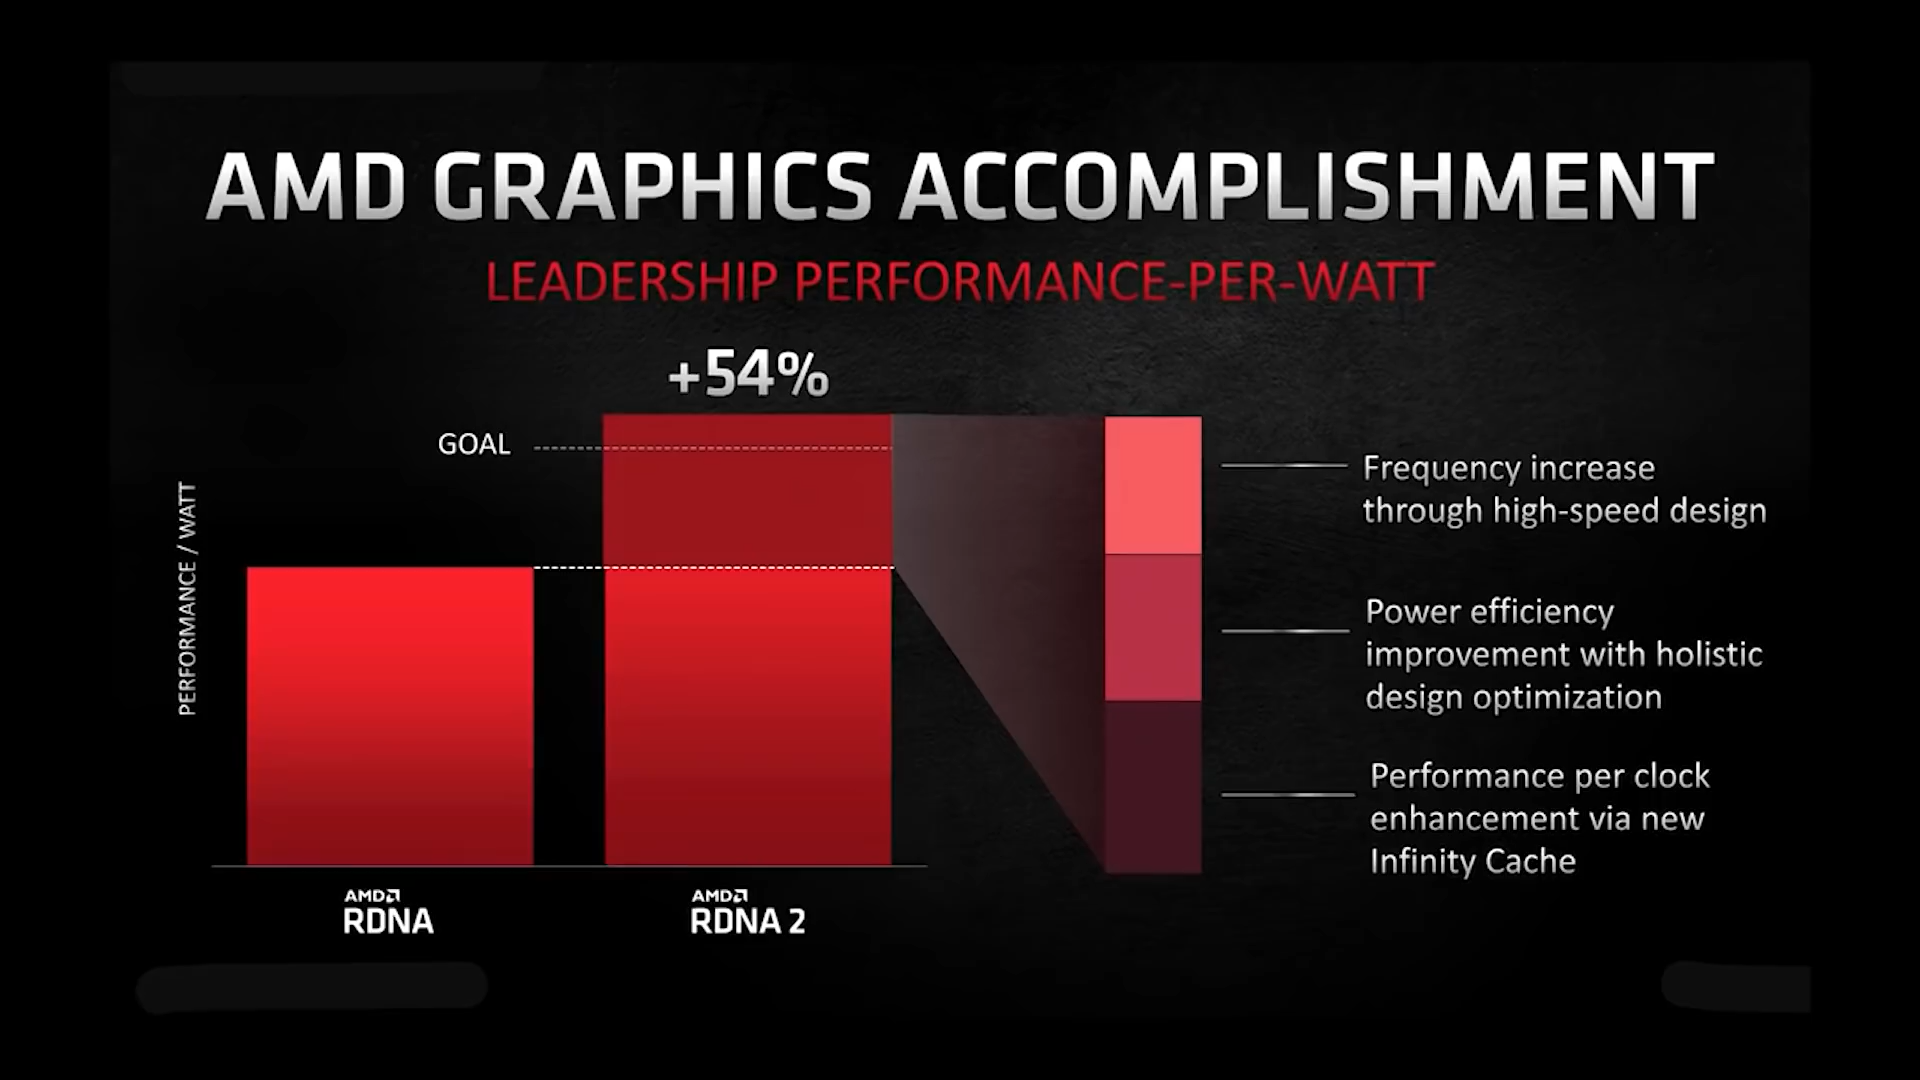 AMD GRAPHICS ACCOMPLISHMENT
LEADERSHIP PERFORMANCE-PER-WATT
+54%
GOAL
PERFORMANCE / WATT
Frequency increase
through high-speed design
Power efficiency
improvement with holistic
design optimization
Performance per clock
enhancement via new
Infinity Cache
AMD
RDNA
AMD
RDNA 2